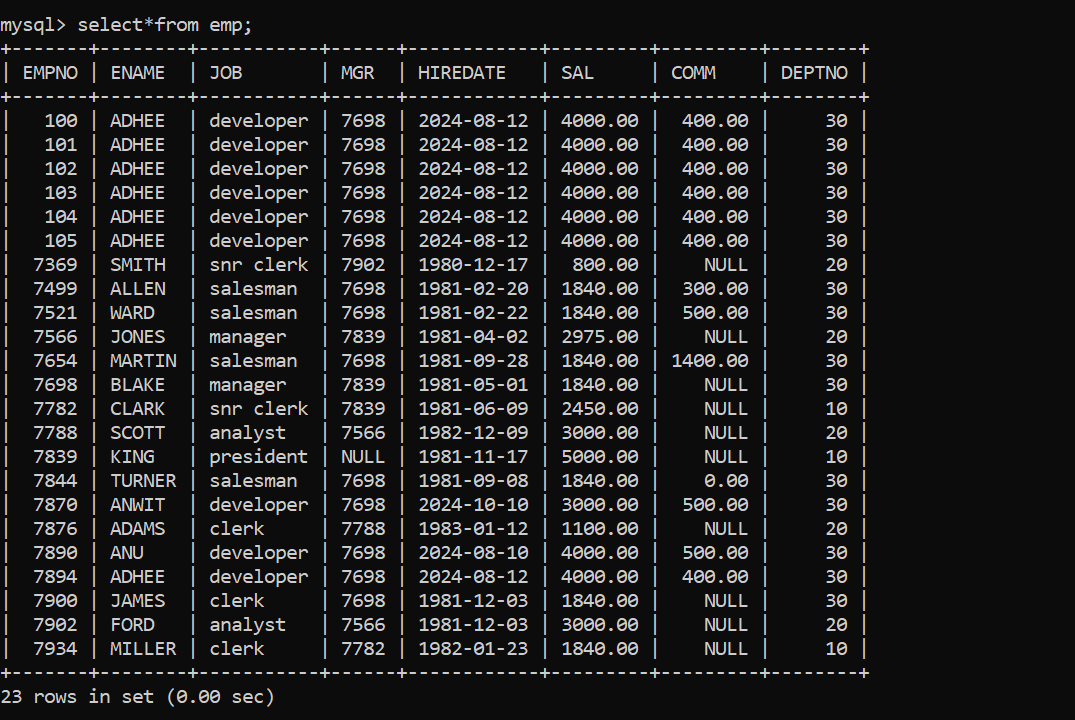 mysql> select*from emp;
+-------+--------+-----------+------+------------+---------+---------+--------+
| EMPNO | ENAME  | JOB       | MGR  | HIREDATE   | SAL     | COMM    | DEPTNO |
+-------+--------+-----------+------+------------+---------+---------+--------+
|   100 | ADHEE  | developer | 7698 | 2024-08-12 | 4000.00 |  400.00 |     30 |
|   101 | ADHEE  | developer | 7698 | 2024-08-12 | 4000.00 |  400.00 |     30 |
|   102 | ADHEE  | developer | 7698 | 2024-08-12 | 4000.00 |  400.00 |     30 |
|   103 | ADHEE  | developer | 7698 | 2024-08-12 | 4000.00 |  400.00 |     30 |
|   104 | ADHEE  | developer | 7698 | 2024-08-12 | 4000.00 |  400.00 |     30 |
|   105 | ADHEE  | developer | 7698 | 2024-08-12 | 4000.00 |  400.00 |     30 |
|  7369 | SMITH  | snr clerk | 7902 | 1980-12-17 |  800.00 |    NULL |     20 |
|  7499 | ALLEN  | salesman  | 7698 | 1981-02-20 | 1840.00 |  300.00 |     30 |
|  7521 | WARD   | salesman  | 7698 | 1981-02-22 | 1840.00 |  500.00 |     30 |
|  7566 | JONES  | manager   | 7839 | 1981-04-02 | 2975.00 |    NULL |     20 |
|  7654 | MARTIN | salesman  | 7698 | 1981-09-28 | 1840.00 | 1400.00 |     30 |
|  7698 | BLAKE  | manager   | 7839 | 1981-05-01 | 1840.00 |    NULL |     30 |
|  7782 | CLARK  | snr clerk | 7839 | 1981-06-09 | 2450.00 |    NULL |     10 |
|  7788 | SCOTT  | analyst   | 7566 | 1982-12-09 | 3000.00 |    NULL |     20 |
|  7839 | KING   | president | NULL | 1981-11-17 | 5000.00 |    NULL |     10 |
|  7844 | TURNER | salesman  | 7698 | 1981-09-08 | 1840.00 |    0.00 |     30 |
|  7870 | ANWIT  | developer | 7698 | 2024-10-10 | 3000.00 |  500.00 |     30 |
|  7876 | ADAMS  | clerk     | 7788 | 1983-01-12 | 1100.00 |    NULL |     20 |
|  7890 | ANU    | developer | 7698 | 2024-08-10 | 4000.00 |  500.00 |     30 |
|  7894 | ADHEE  | developer | 7698 | 2024-08-12 | 4000.00 |  400.00 |     30 |
|  7900 | JAMES  | clerk     | 7698 | 1981-12-03 | 1840.00 |    NULL |     30 |
|  7902 | FORD   | analyst   | 7566 | 1981-12-03 | 3000.00 |    NULL |     20 |
|  7934 | MILLER | clerk     | 7782 | 1982-01-23 | 1840.00 |    NULL |     10 |
+-------+--------+-----------+------+------------+---------+---------+--------+
23 rows in set (0.00 sec)